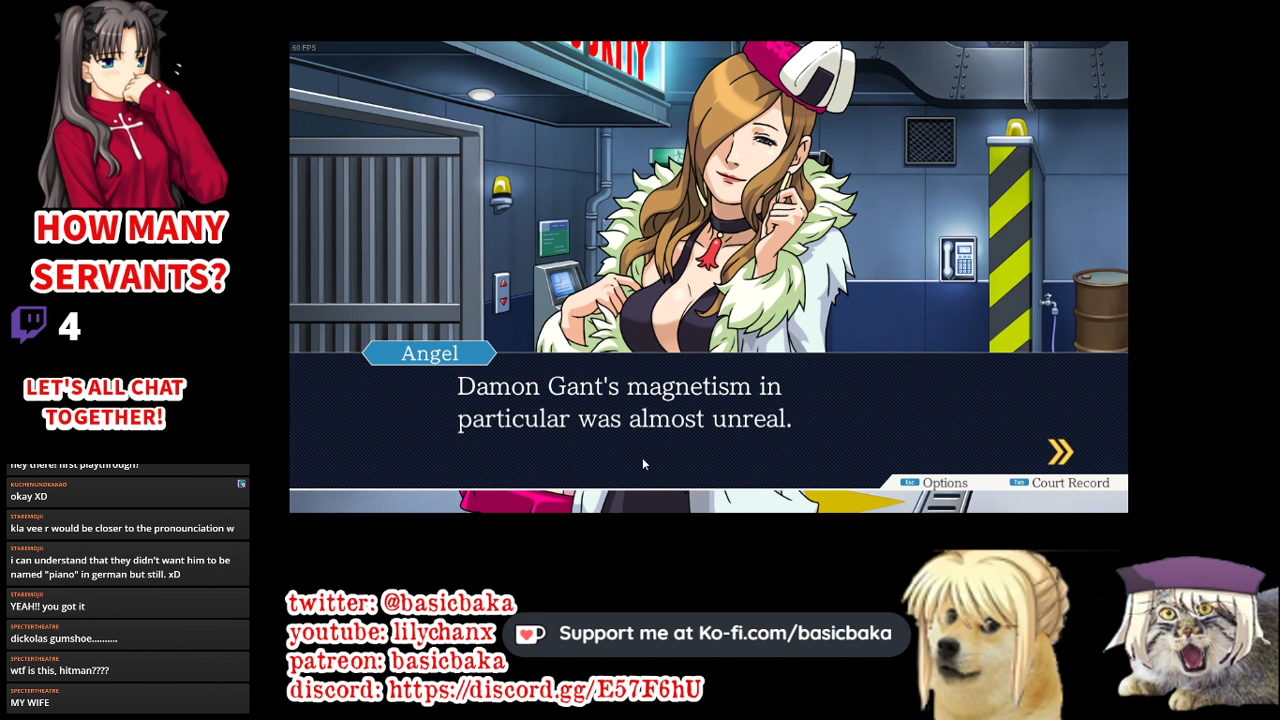 60 FPS
HOW MANY
SERVANTS?
4
LET'S ALL CHAT
TOGETHER!
hey there! first playthrough?
KUCHENUNDKAKAO
okay XD
STAREMOJI
kla vee r would be closer to the pronounciation w
STAREMOJI
i can understand that they didn't want him to be
named "piano" in german but still. xD
STAREMOJI
YEAH!! you got it
SPECTERTHEATRE
dickolas gumshoe..........
SPECTERTHEATRE
wtf is this, hitman????
SPECTERTHEATRE
MY WIFE
Angel
Damon Gant's magnetism in
particular was almost unreal.
Esc Options
Tab Court Record
twitter: @basicbaka
youtube: lilychanx
patreon: basicbaka
discord: https://discord.gg/E57F6hU
Support me at Ko-fi.com/basicbaka